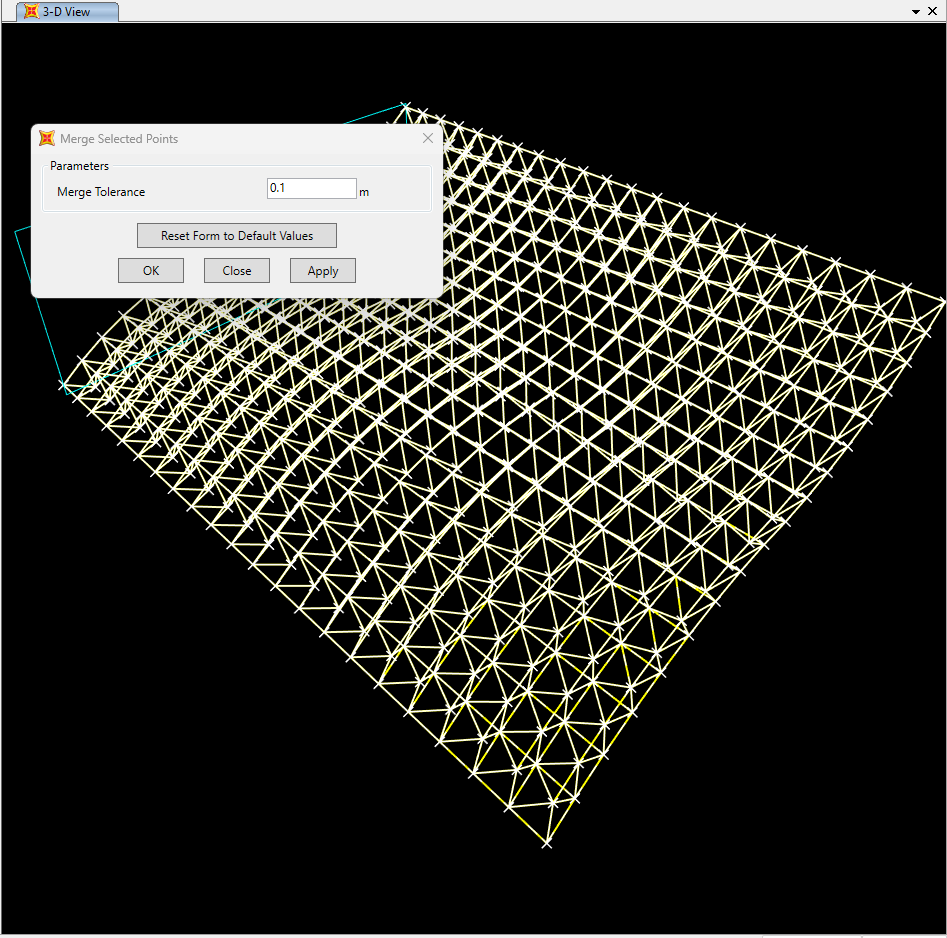 3-D View
Merge Selected Points
Parameters
Merge Tolerance 0.1 m
Reset Form to Default Values
OK Close Apply